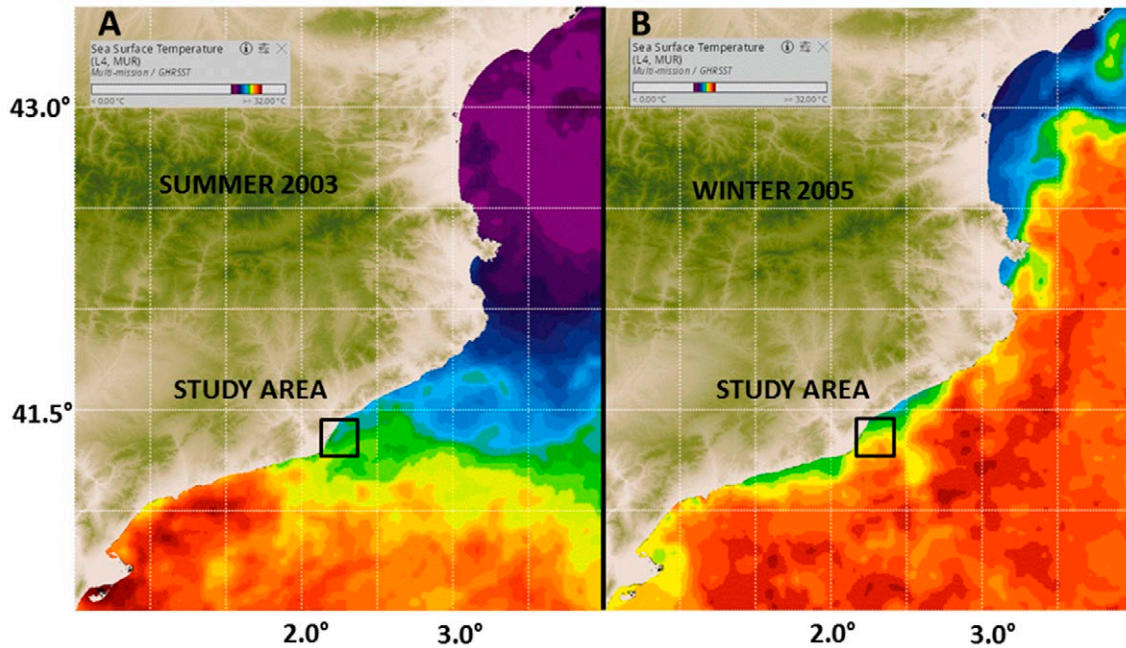 A
Sea Surface Temperature
(L4, MUR)
Multi-mission / GHRSST
< 0.00 °C
>= 32.00 °C
SUMMER 2003
STUDY AREA
B
Sea Surface Temperature
(L4, MUR)
Multi-mission / GHRSST
< 0.00 °C
>= 32.00 °C
WINTER 2005
STUDY AREA
43.0°
41.5°
2.0°
3.0°
2.0°
3.0°